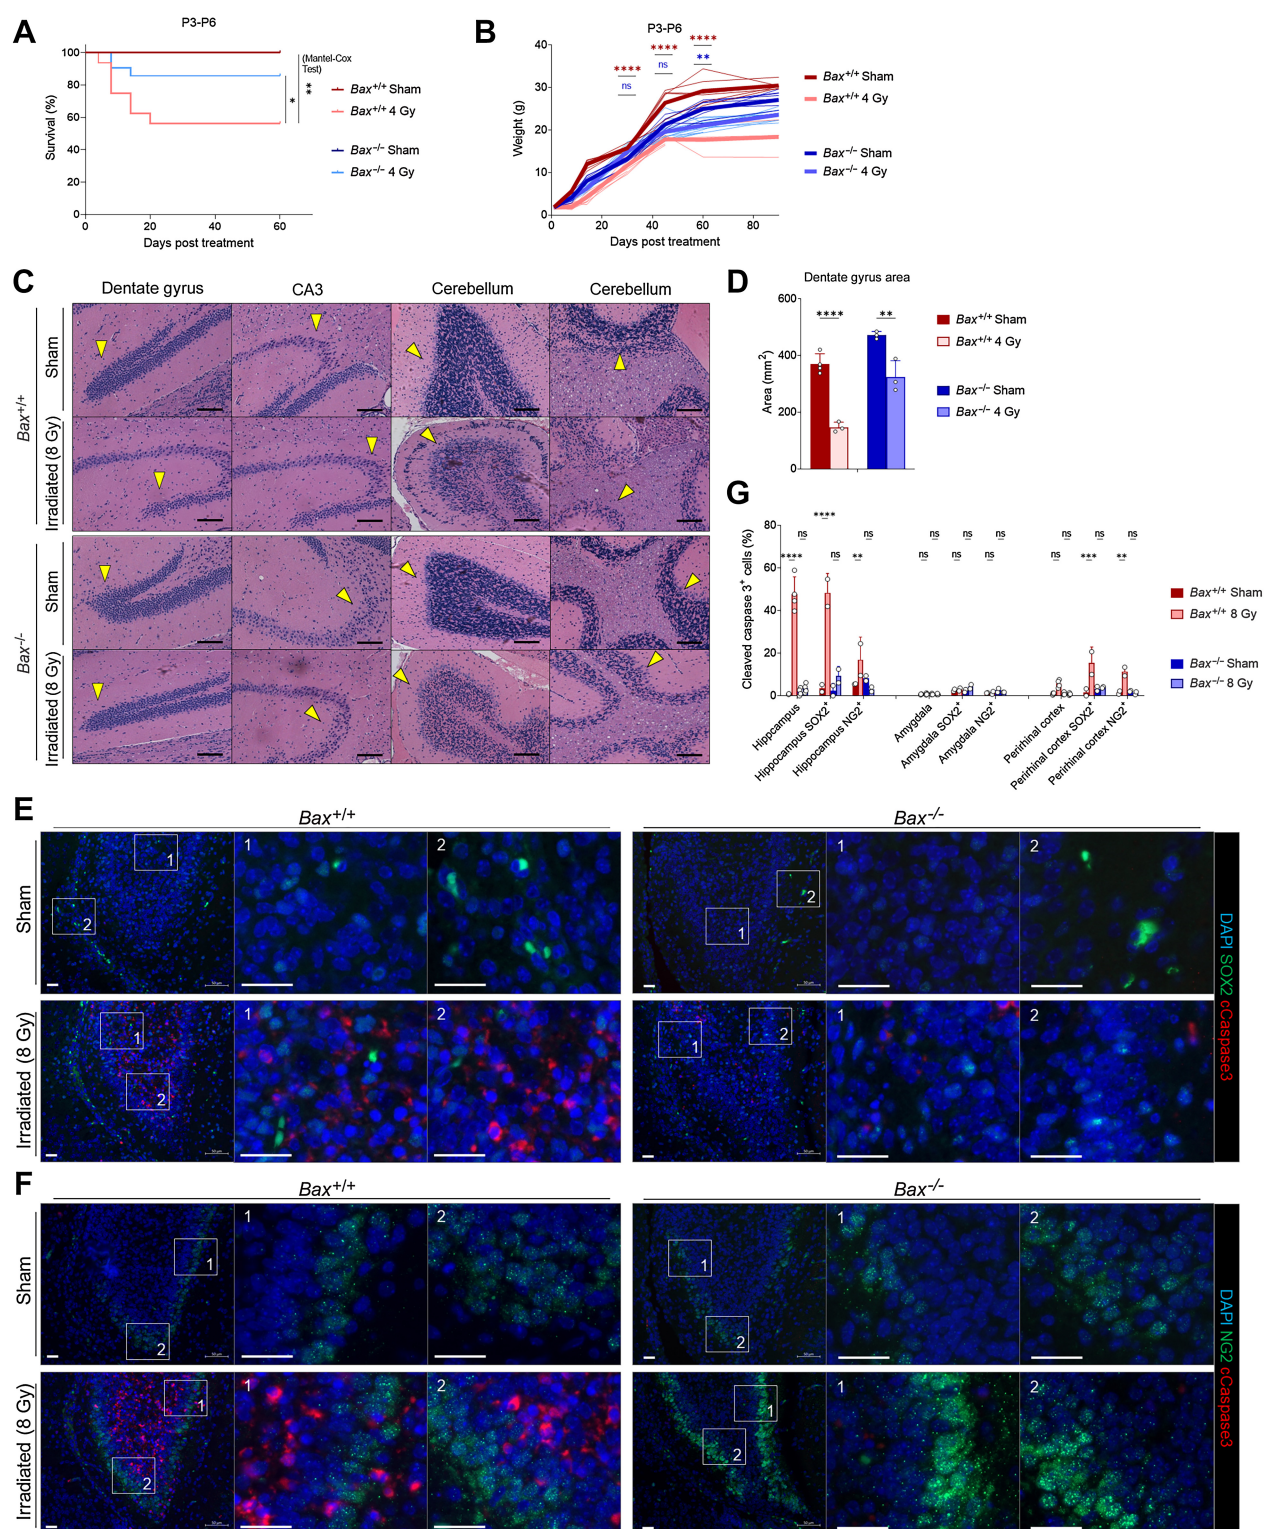 A
P3-P6
Survival (%)
100
80
60
40
20
0
0
20
40
60
Days post treatment
(Mantel-Cox
Test)
*
**
Bax+/+ Sham
Bax+/+ 4 Gy
Bax−/− Sham
Bax−/− 4 Gy
B
P3-P6
Weight (g)
40
30
20
10
0
0
20
40
60
80
Days post treatment
****
ns
****
ns
****
**
Bax+/+ Sham
Bax+/+ 4 Gy
Bax−/− Sham
Bax−/− 4 Gy
C
Dentate gyrus
CA3
Cerebellum
Cerebellum
Bax+/+
Sham
Irradiated (8 Gy)
Bax−/−
Sham
Irradiated (8 Gy)
D
Dentate gyrus area
Area (mm2)
600
400
200
0
****
**
Bax+/+ Sham
Bax+/+ 4 Gy
Bax−/− Sham
Bax−/− 4 Gy
G
Cleaved caspase 3+ cells (%)
80
60
40
20
0
****
ns
****
ns
**
ns
ns
ns
ns
ns
ns
ns
ns
ns
***
ns
**
ns
Hippocampus
Hippocampus SOX2+
Hippocampus NG2+
Amygdala
Amygdala SOX2+
Amygdala NG2+
Perirhinal cortex
Perirhinal cortex SOX2+
Perirhinal cortex NG2+
Bax+/+ Sham
Bax+/+ 8 Gy
Bax−/− Sham
Bax−/− 8 Gy
E
Bax+/+
Bax−/−
Sham
1
2
1
2
1
2
1
2
Irradiated (8 Gy)
1
2
1
2
1
2
1
2
DAPI SOX2 cCaspase3
F
Bax+/+
Bax−/−
Sham
1
2
1
2
1
2
1
2
Irradiated (8 Gy)
1
2
1
2
1
2
1
2
DAPI NG2 cCaspase3